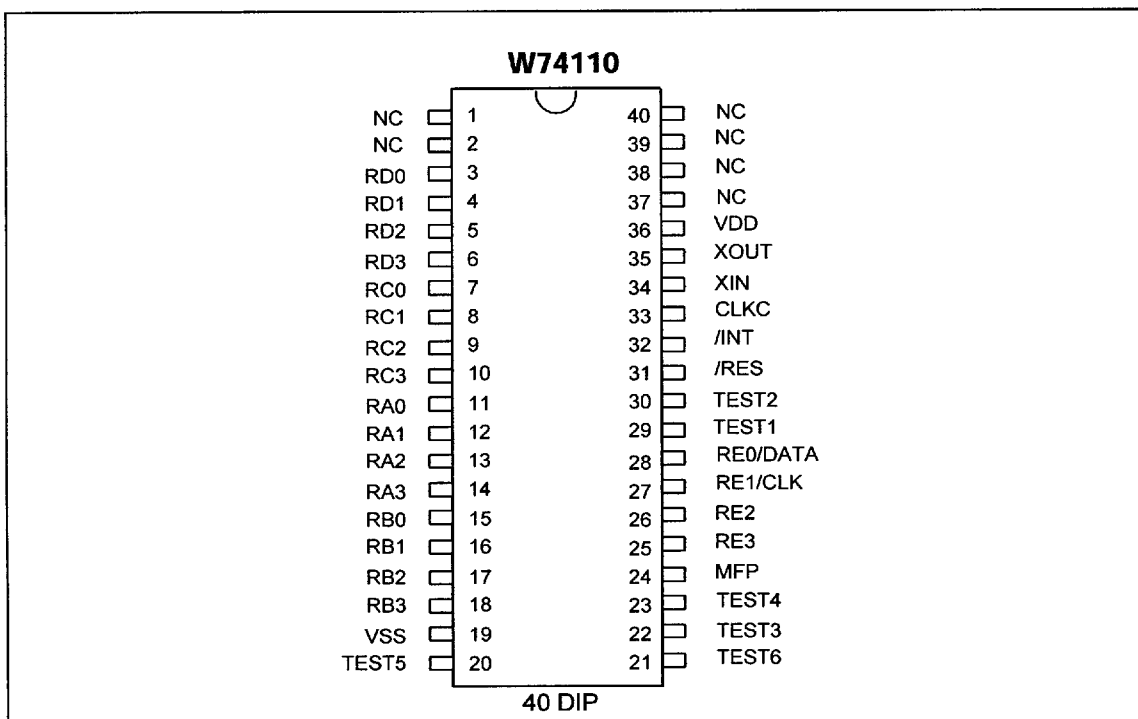 W74110
NC 1 40 NC
NC 2 39 NC
RD0 3 38 NC
RD1 4 37 NC
RD2 5 36 VDD
RD3 6 35 XOUT
RC0 7 34 XIN
RC1 8 33 CLKC
RC2 9 32 /INT
RC3 10 31 /RES
RA0 11 30 TEST2
RA1 12 29 TEST1
RA2 13 28 RE0/DATA
RA3 14 27 RE1/CLK
RB0 15 26 RE2
RB1 16 25 RE3
RB2 17 24 MFP
RB3 18 23 TEST4
VSS 19 22 TEST3
TEST5 20 21 TEST6
40 DIP